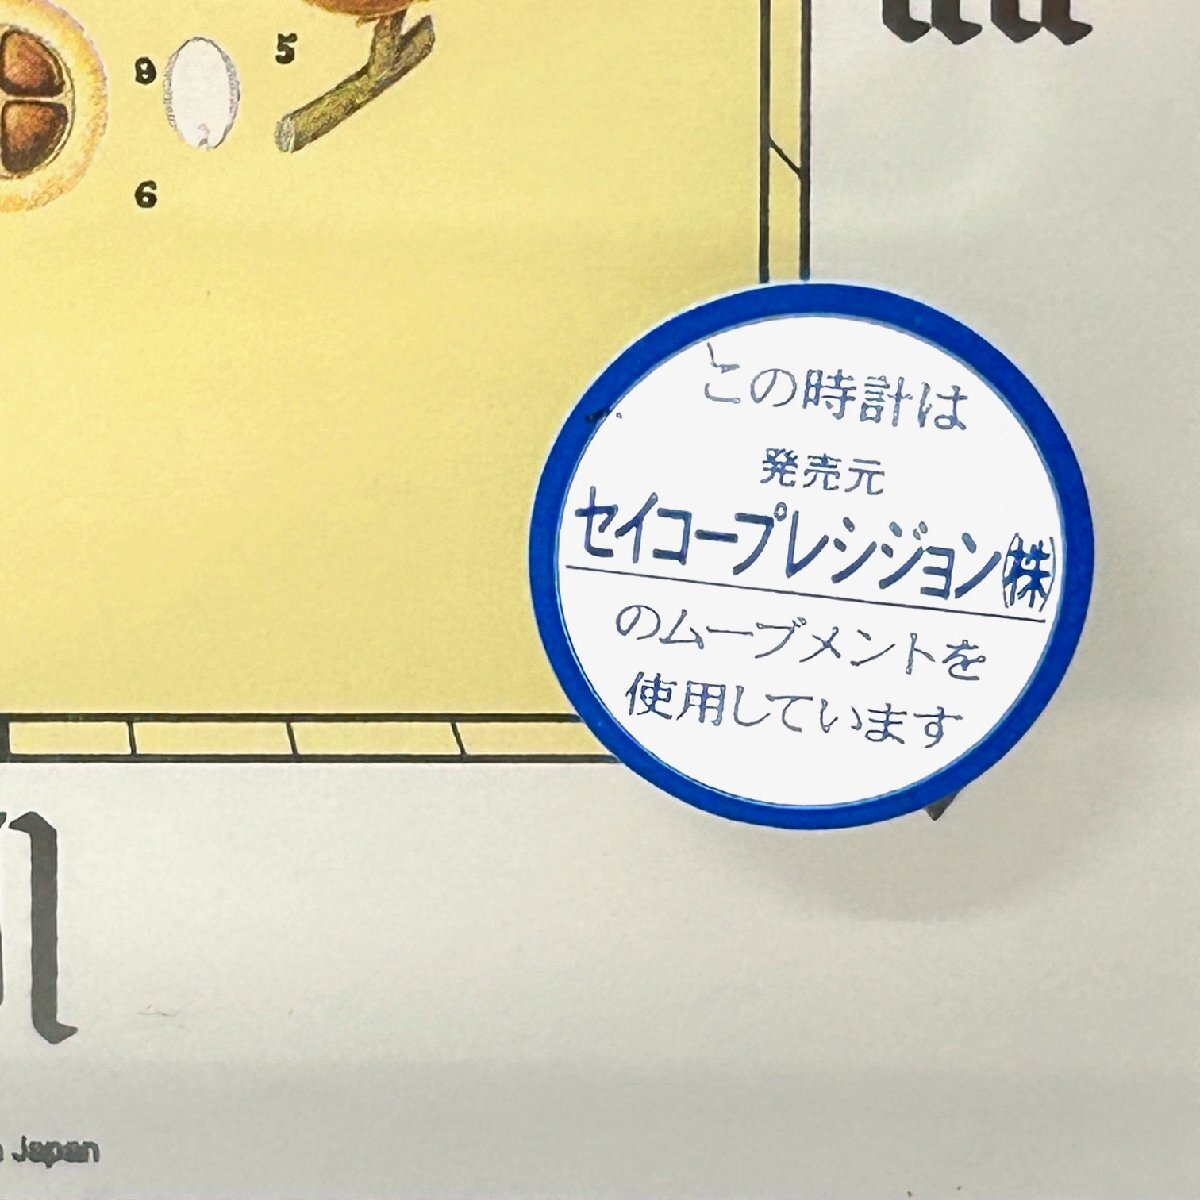 5
9
6
この時計は
発売元
セイコープレシジョン㈱
のムーブメントを
使用しています
Japan